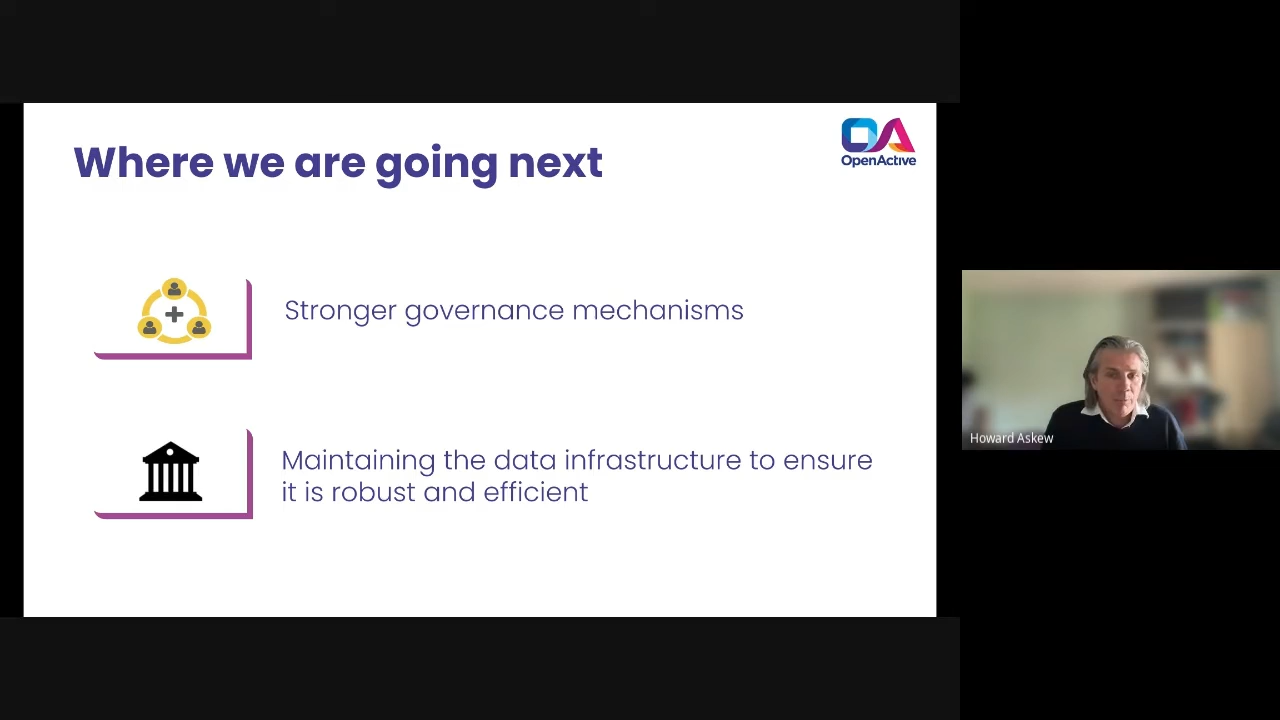 Where we are going next
OA
OpenActive
Stronger governance mechanisms
Maintaining the data infrastructure to ensure
it is robust and efficient
Howard Askew